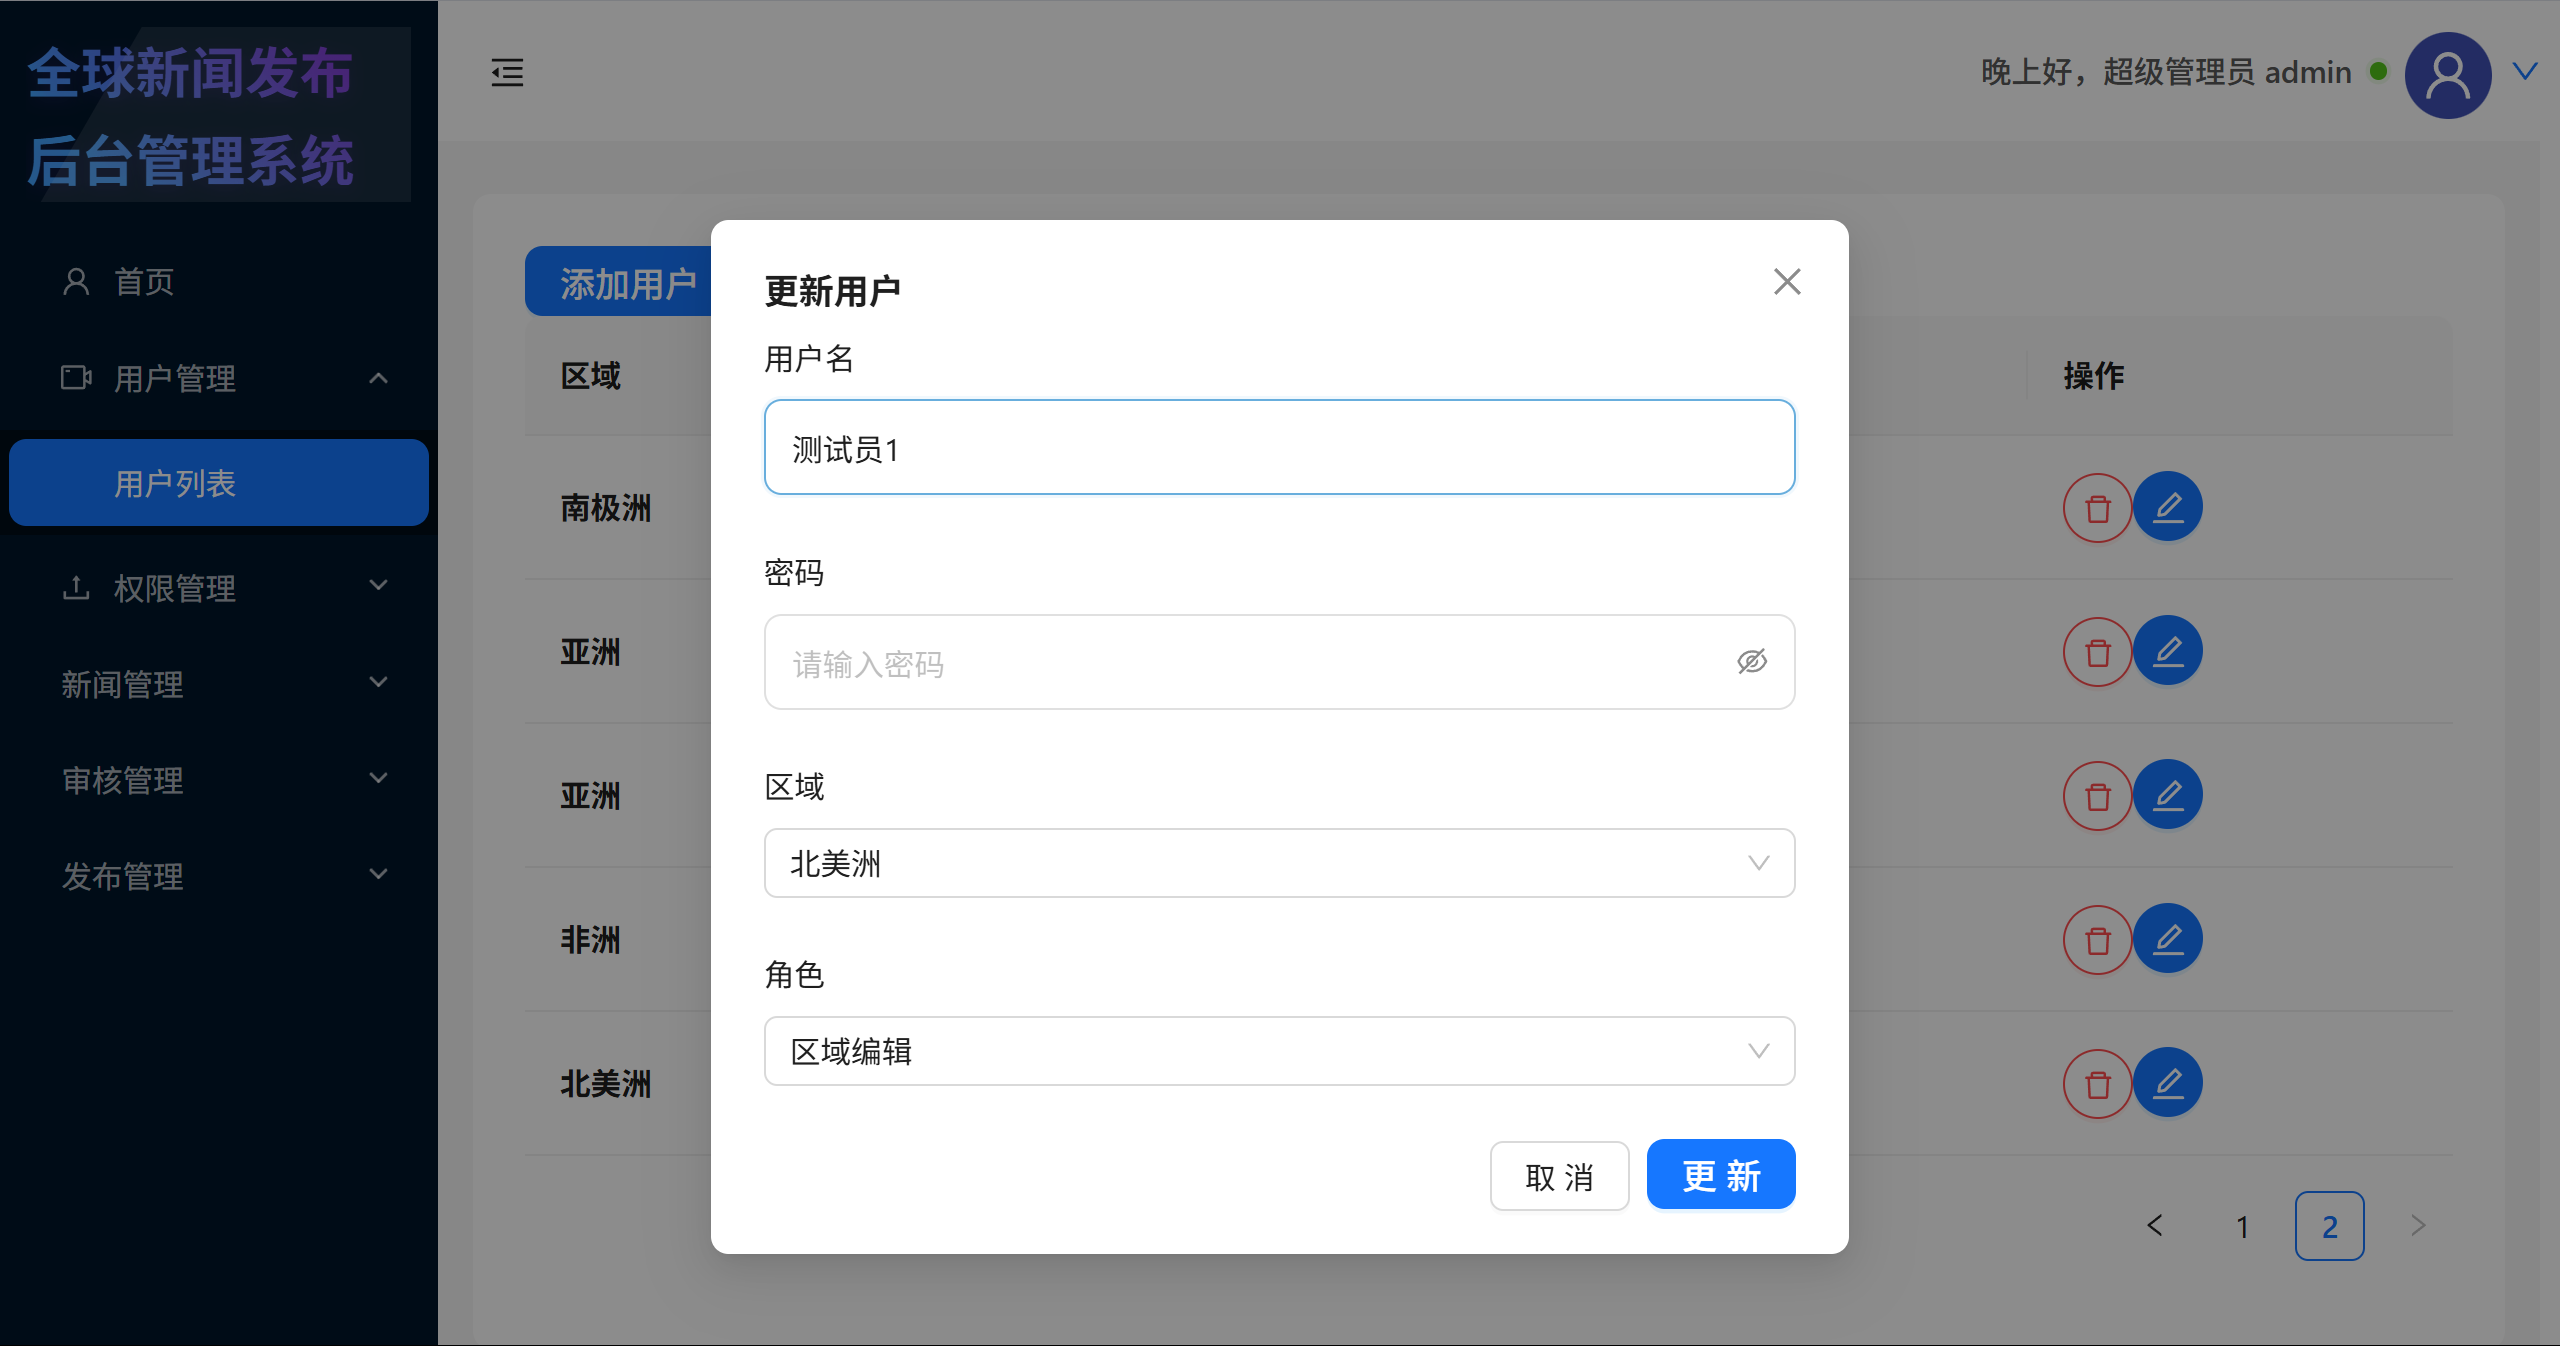 全球新闻发布
后台管理系统
首页
用户管理
用户列表
权限管理
新闻管理
审核管理
发布管理
晚上好，超级管理员 admin
添加用户
区域
操作
南极洲
亚洲
亚洲
非洲
北美洲
更新用户
用户名
测试员1
密码
请输入密码
区域
北美洲
角色
区域编辑
取 消
更 新
1
2